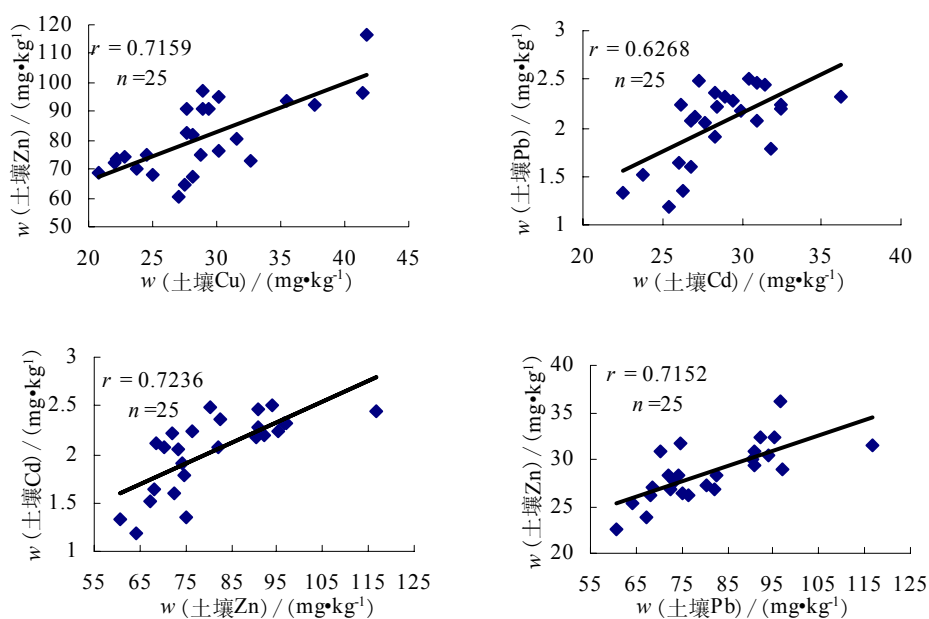 w (土壤Zn) / (mg•kg-1)
120
110
100
90
80
70
60
50
r = 0.7159
n=25
20 25 30 35 40 45
w (土壤Cu) / (mg•kg-1)
w (土壤Pb) / (mg•kg-1)
3
2.5
2
1.5
1
r = 0.6268
n=25
20 25 30 35 40
w (土壤Cd) / (mg•kg-1)
w (土壤Cd) / (mg•kg-1)
3
2.5
2
1.5
1
r = 0.7236
n=25
55 65 75 85 95 105 115 125
w (土壤Zn) / (mg•kg-1)
w (土壤Zn) / (mg•kg-1)
40
35
30
25
20
r = 0.7152
n=25
55 65 75 85 95 105 115 125
w (土壤Pb) / (mg•kg-1)